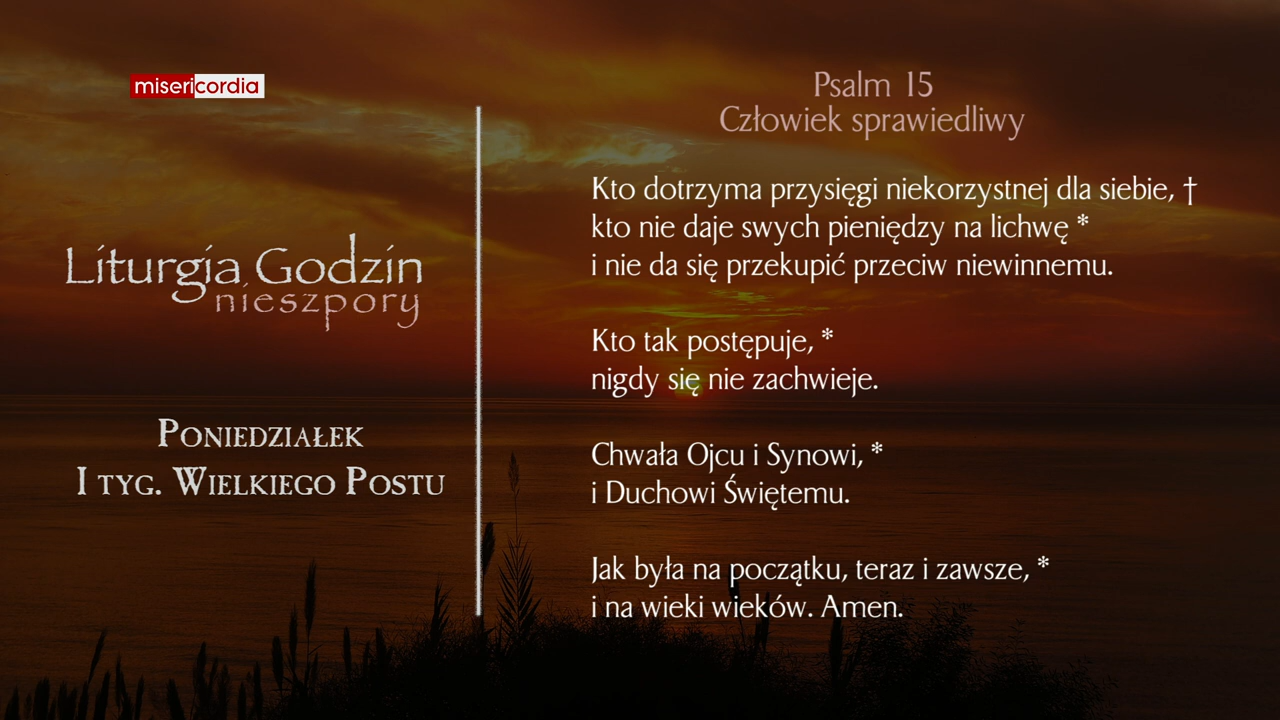 misericordia
Liturgia Godzin
nieszpory
Poniedziałek
I tyg. Wielkiego Postu
Psalm 15
Człowiek sprawiedliwy
Kto dotrzyma przysięgi niekorzystnej dla siebie, †
kto nie daje swych pieniędzy na lichwę *
i nie da się przekupić przeciw niewinnemu.
Kto tak postępuje, *
nigdy się nie zachwieje.
Chwała Ojcu i Synowi, *
i Duchowi Świętemu.
Jak była na początku, teraz i zawsze, *
i na wieki wieków. Amen.